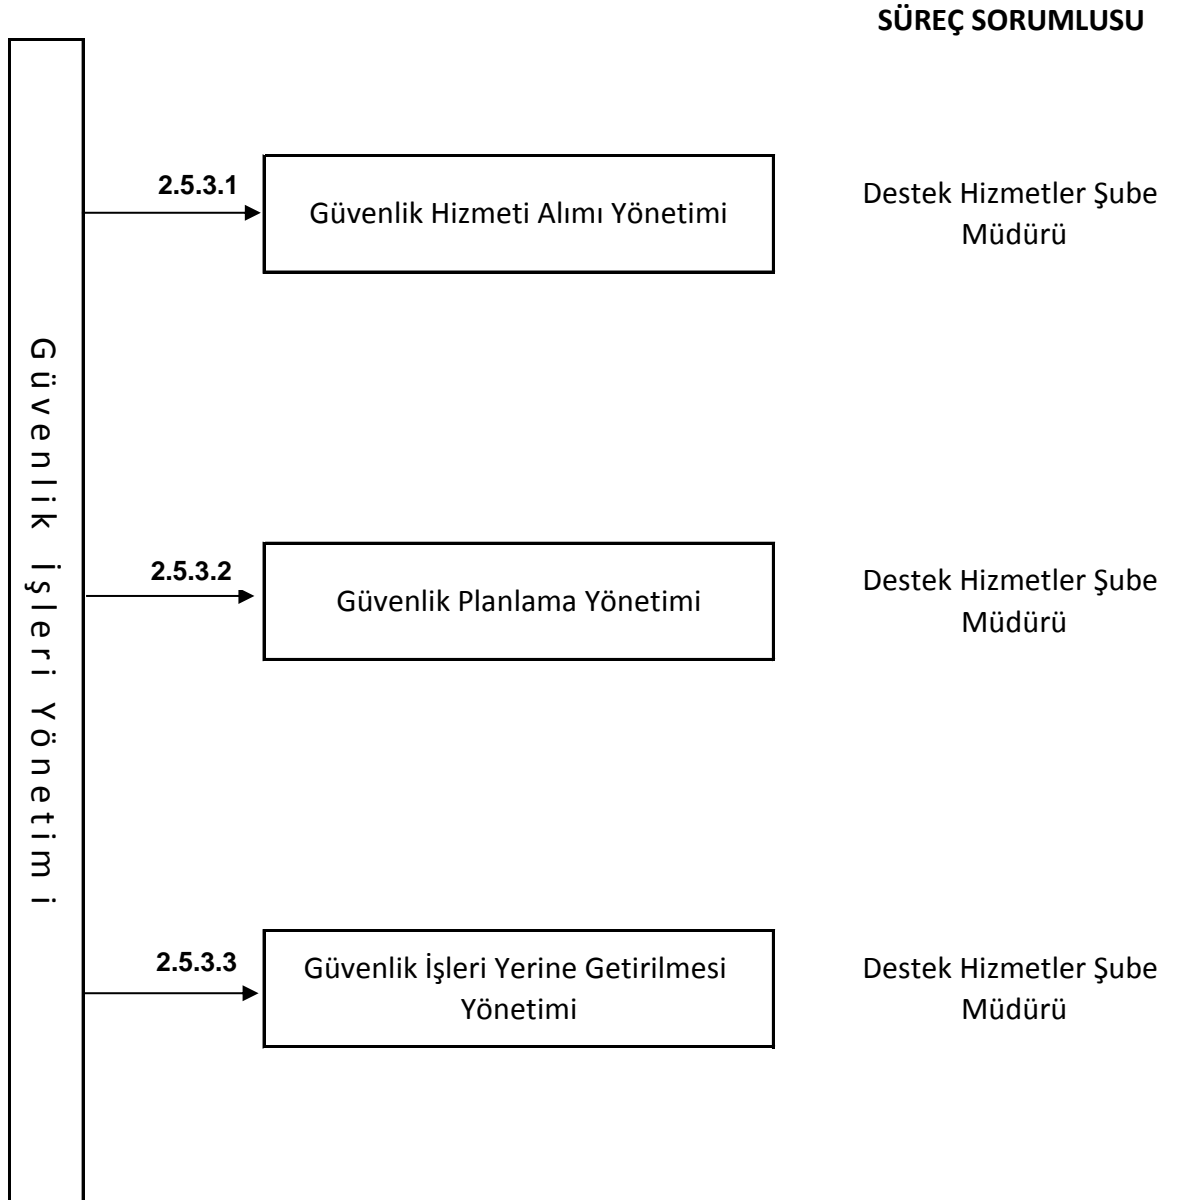 SÜREÇ SORUMLUSU
Güvenlik İşleri Yönetimi
2.5.3.1
Güvenlik Hizmeti Alımı Yönetimi
Destek Hizmetler Şube
Müdürü
2.5.3.2
Güvenlik Planlama Yönetimi
Destek Hizmetler Şube
Müdürü
2.5.3.3
Güvenlik İşleri Yerine Getirilmesi
Yönetimi
Destek Hizmetler Şube
Müdürü